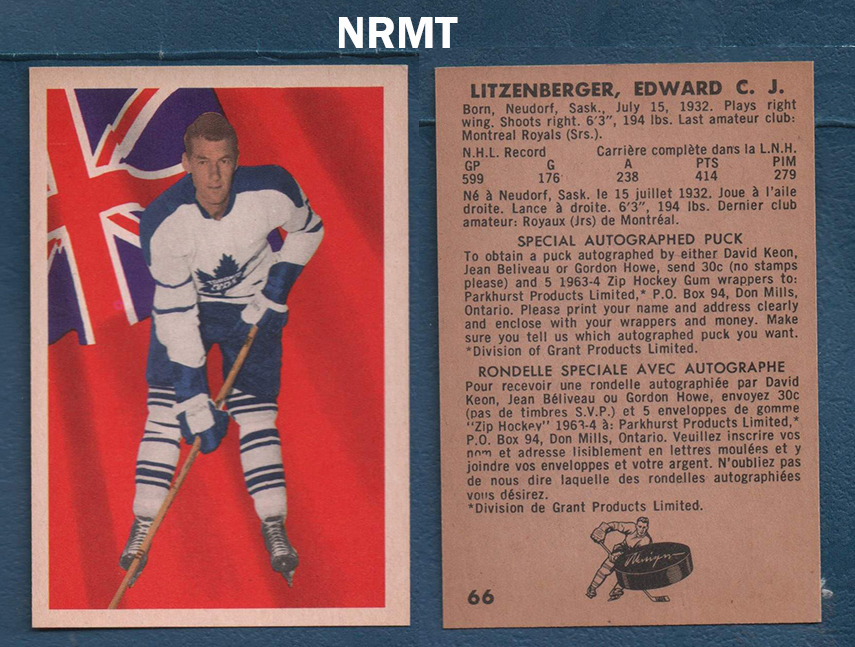 NRMT
TORONTO
LITZENBERGER, EDWARD C. J.
Born, Neudorf, Sask., July 15, 1932. Plays right
wing. Shoots right. 6'3", 194 lbs. Last amateur club:
Montreal Royals (Srs.).
N.H.L. Record Carrière complète dans la L.N.H.
GP G A PTS PIM
599 176 238 414 279
Né à Neudorf, Sask. le 15 juillet 1932. Joue à l'aile
droite. Lance à droite. 6'3", 194 lbs. Dernier club
amateur: Royaux (Jrs) de Montréal.
SPECIAL AUTOGRAPHED PUCK
To obtain a puck autographed by either David Keon,
Jean Beliveau or Gordon Howe, send 30c (no stamps
please) and 5 1963-4 Zip Hockey Gum wrappers to:
Parkhurst Products Limited,* P.O. Box 94, Don Mills,
Ontario. Please print your name and address clearly
and enclose with your wrappers and money. Make
sure you tell us which autographed puck you want.
*Division of Grant Products Limited.
RONDELLE SPECIALE AVEC AUTOGRAPHE
Pour recevoir une rondelle autographiée par David
Keon, Jean Béliveau ou Gordon Howe, envoyez 30c
(pas de timbres S.V.P.) et 5 enveloppes de gomme
"Zip Hockey" 1963-4 à: Parkhurst Products Limited,*
P.O. Box 94, Don Mills, Ontario. Veuillez inscrire vos
nom et adresse lisiblement en lettres moulées et y
joindre vos enveloppes et votre argent. N'oubliez pas
de nous dire laquelle des rondelles autographiées
vous désirez.
*Division de Grant Products Limited.
66